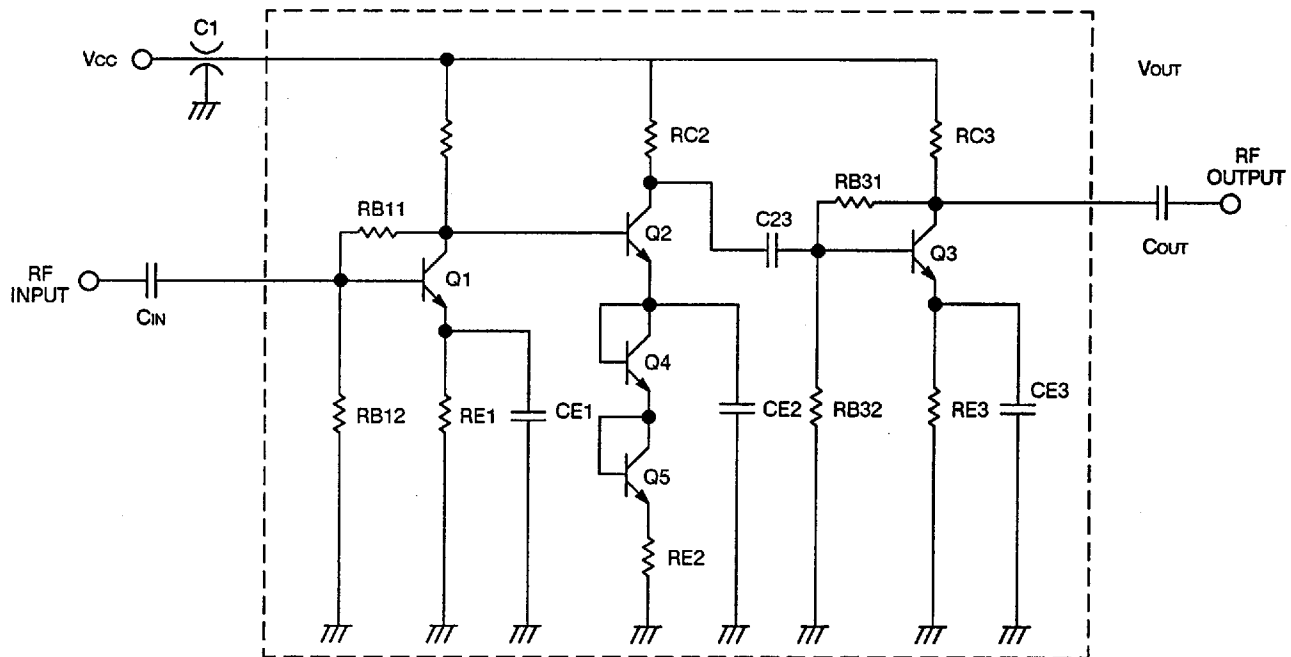 C1
VCC
VOUT
RC2
RC3
RF
OUTPUT
RB31
RB11
C23
Q2
Q3
COUT
RF
INPUT
Q1
CIN
Q4
RB12
RE1
CE1
CE2
RB32
RE3
CE3
Q5
RE2